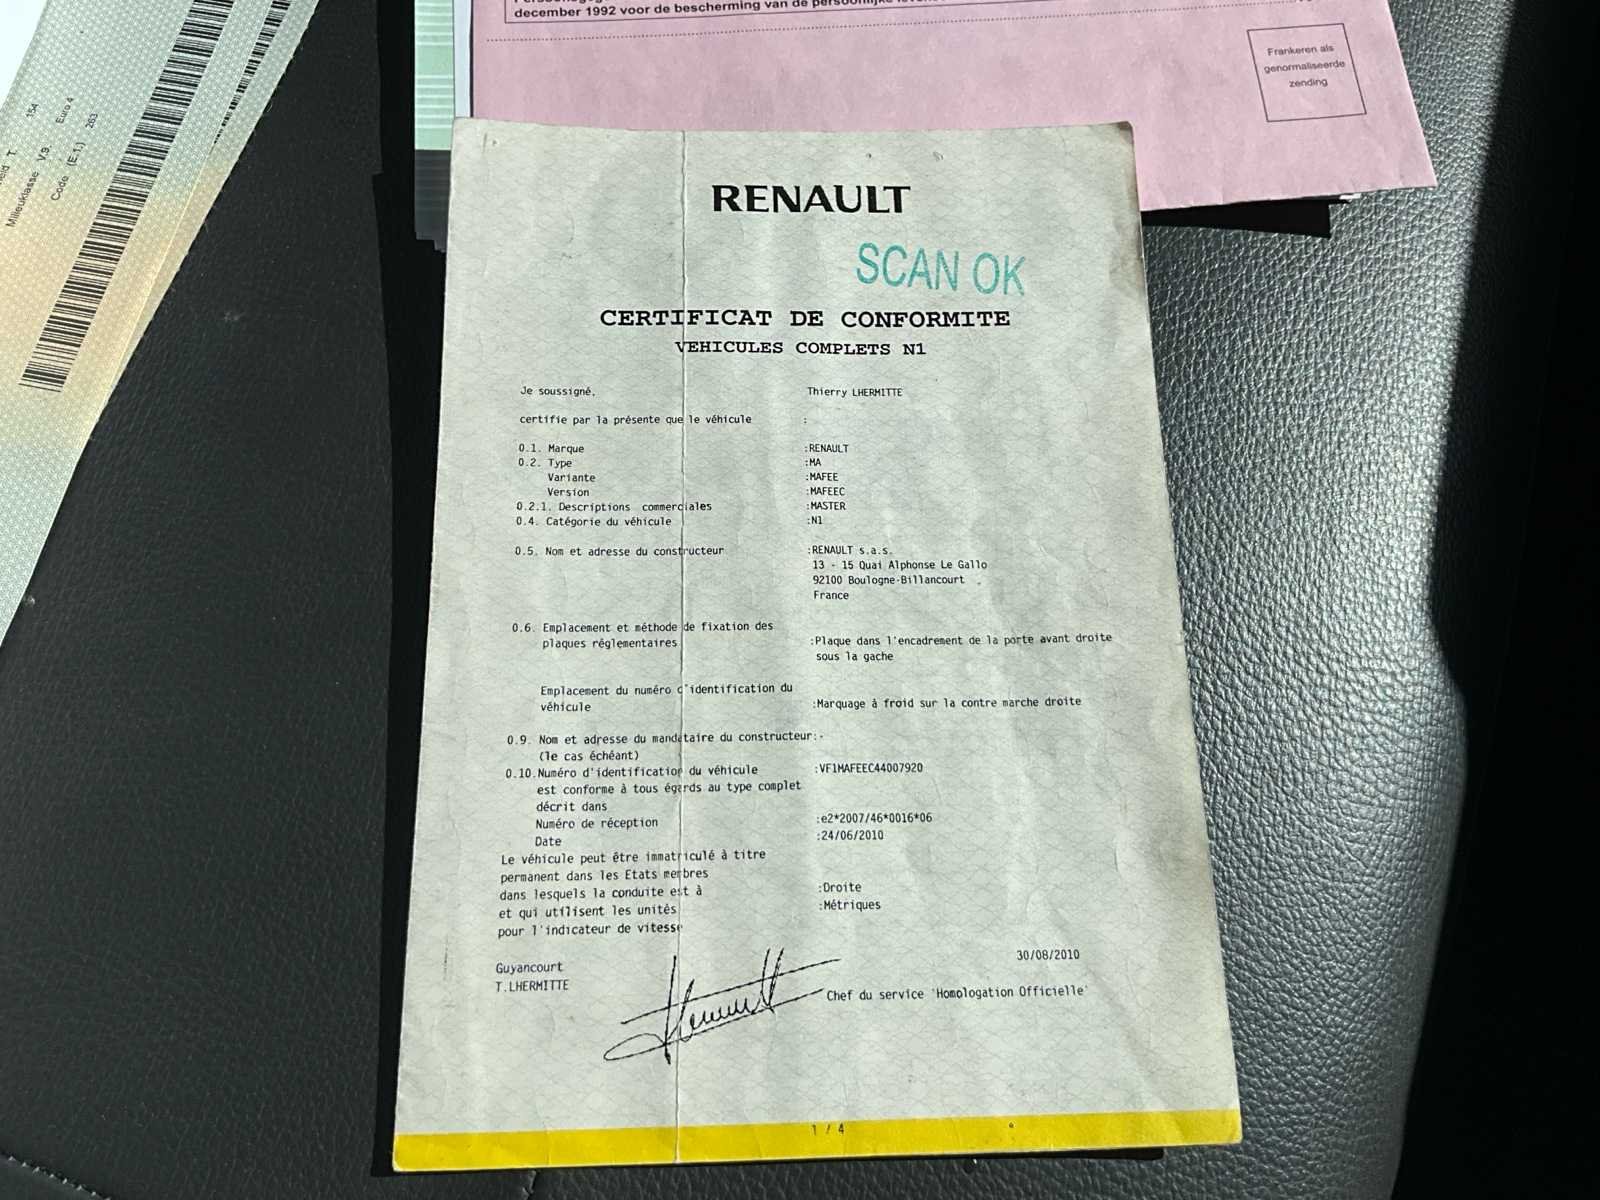 december 1992 voor de bescherming van de persoonlijke
Frankeren als
genormaliseerde
zending
T. 154
Milieuklasse V.9. Euro 4
Code (E.1.) 263
RENAULT
SCAN OK
CERTIFICAT DE CONFORMITE
VEHICULES COMPLETS N1
Je soussigné, Thierry LHERMITTE
certifie par la présente que le véhicule :
0.1. Marque :RENAULT
0.2. Type :MA
Variante :MAFEE
Version :MAFEEC
0.2.1. Descriptions commerciales :MASTER
0.4. Catégorie du véhicule :N1
0.5. Nom et adresse du constructeur :RENAULT s.a.s.
13 - 15 Quai Alphonse Le Gallo
92100 Boulogne-Billancourt
France
0.6. Emplacement et méthode de fixation des
plaques réglementaires :Plaque dans l'encadrement de la porte avant droite
sous la gache
Emplacement du numéro d'identification du
véhicule :Marquage à froid sur la contre marche droite
0.9. Nom et adresse du mandataire du constructeur:-
(le cas échéant)
0.10.Numéro d'identification du véhicule :VF1MAFEEC44007920
est conforme à tous égards au type complet
décrit dans
Numéro de réception :e2*2007/46*0016*06
Date :24/06/2010
Le véhicule peut être immatriculé à titre
permanent dans les Etats membres
dans lesquels la conduite est à :Droite
et qui utilisent les unités :Métriques
pour l'indicateur de vitesse
Guyancourt 30/08/2010
T.LHERMITTE
Chef du service 'Homologation Officielle'
1 / 4